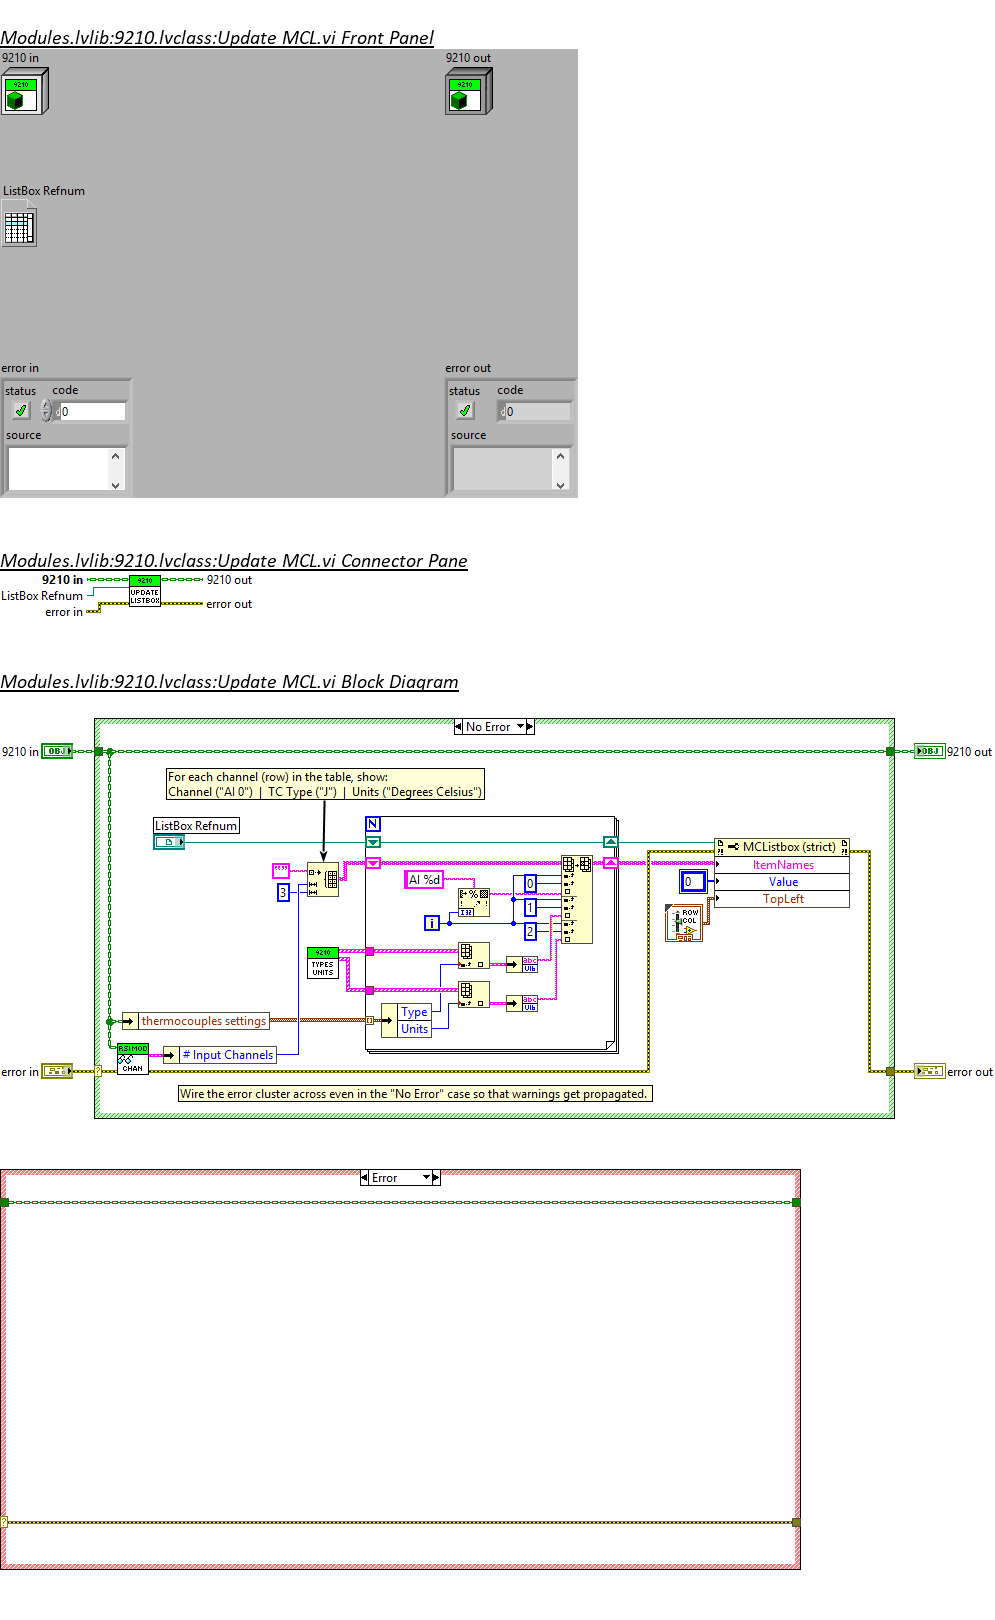 Modules.lvlib:9210.lvclass:Update MCL.vi Front Panel
9210 in
9210 out
9210
9210
ListBox Refnum
error in
error out
status
code
status
code
d
0
d
0
source
source
Modules.lvlib:9210.lvclass:Update MCL.vi Connector Pane
9210 in
9210
9210 out
ListBox Refnum
UPDATE
LISTBOX
error in
error out
Modules.lvlib:9210.lvclass:Update MCL.vi Block Diagram
No Error
9210 in
OBJ
OBJ
9210 out
For each channel (row) in the table, show:
Channel ("AI 0") | TC Type ("J") | Units ("Degrees Celsius")
ListBox Refnum
N
MCListbox (strict)
ItemNames
""
AI %d
0
0
Value
3
TopLeft
1
ROW
COL
i
I32
2
9210
TYPES
UNITS
abc
abc
Type
thermocouples settings
Units
RSI MOD
# Input Channels
CHAN
error in
?
error out
Wire the error cluster across even in the "No Error" case so that warnings get propagated.
Error
?